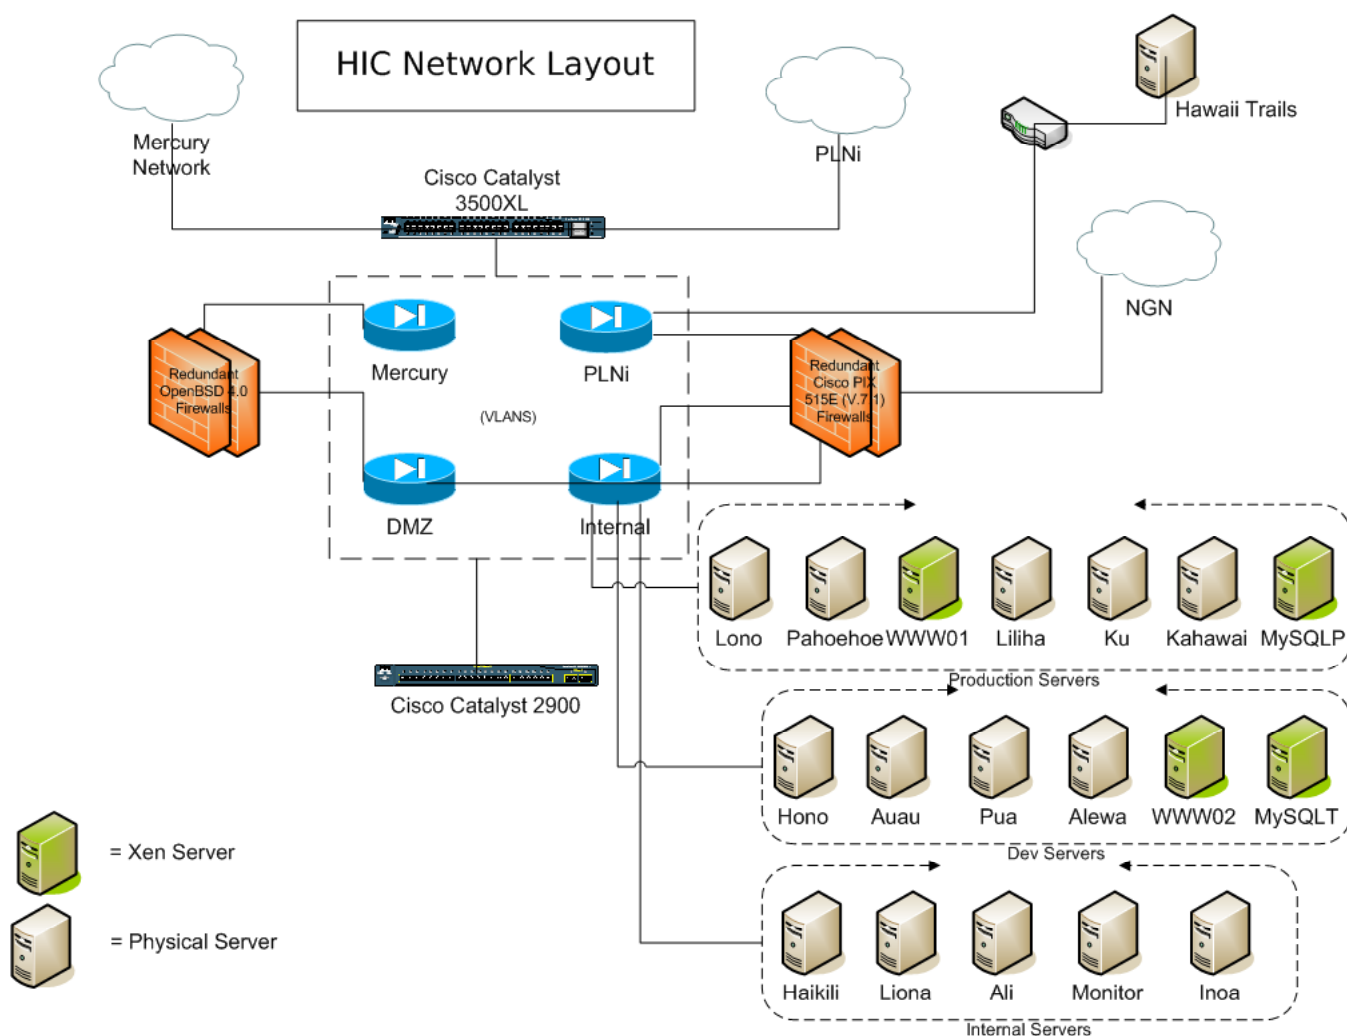 HIC Network Layout
Mercury
Network
PLNi
Hawaii Trails
Cisco Catalyst
3500XL
NGN
Mercury
PLNi
Redundant
OpenBSD 4.0
Firewalls
Redundant
Cisco PIX
515E (V.7.1)
Firewalls
(VLANS)
DMZ
Internal
Lono
Pahoehoe
WWW01
Liliha
Ku
Kahawai
MySQLP
Production Servers
Cisco Catalyst 2900
Hono
Auau
Pua
Alewa
WWW02
MySQLT
Dev Servers
= Xen Server
= Physical Server
Haikili
Liona
Ali
Monitor
Inoa
Internal Servers